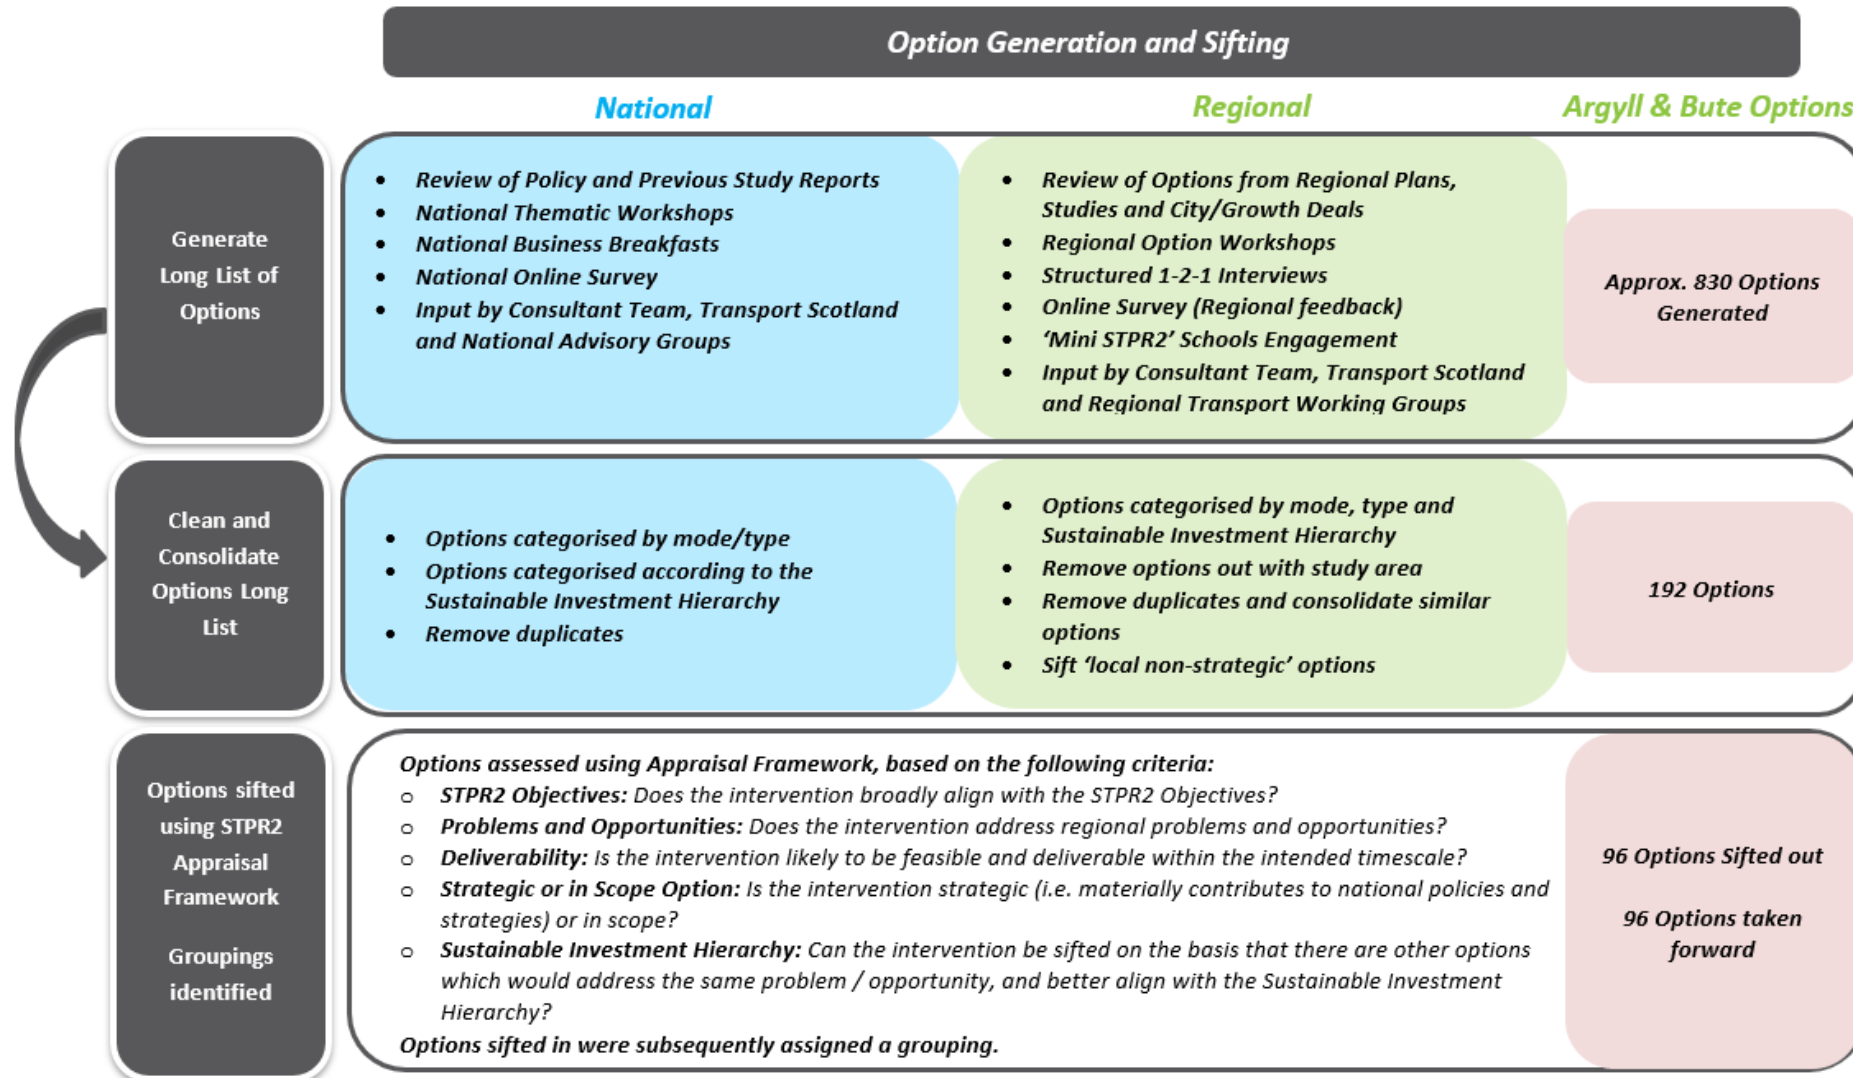 Option Generation and Sifting
National
Regional
Argyll & Bute Options
Generate
Long List of
Options
• Review of Policy and Previous Study Reports
• National Thematic Workshops
• National Business Breakfasts
• National Online Survey
• Input by Consultant Team, Transport Scotland
and National Advisory Groups
• Review of Options from Regional Plans,
Studies and City/Growth Deals
• Regional Option Workshops
• Structured 1-2-1 Interviews
• Online Survey (Regional feedback)
• ‘Mini STPR2’ Schools Engagement
• Input by Consultant Team, Transport Scotland
and Regional Transport Working Groups
Approx. 830 Options
Generated
Clean and
Consolidate
Options Long
List
• Options categorised by mode/type
• Options categorised according to the
Sustainable Investment Hierarchy
• Remove duplicates
• Options categorised by mode, type and
Sustainable Investment Hierarchy
• Remove options out with study area
• Remove duplicates and consolidate similar
options
• Sift ‘local non-strategic’ options
192 Options
Options sifted
using STPR2
Appraisal
Framework
Groupings
identified
Options assessed using Appraisal Framework, based on the following criteria:
o STPR2 Objectives: Does the intervention broadly align with the STPR2 Objectives?
o Problems and Opportunities: Does the intervention address regional problems and opportunities?
o Deliverability: Is the intervention likely to be feasible and deliverable within the intended timescale?
o Strategic or in Scope Option: Is the intervention strategic (i.e. materially contributes to national policies and
strategies) or in scope?
o Sustainable Investment Hierarchy: Can the intervention be sifted on the basis that there are other options
which would address the same problem / opportunity, and better align with the Sustainable Investment
Hierarchy?
Options sifted in were subsequently assigned a grouping.
96 Options Sifted out
96 Options taken
forward